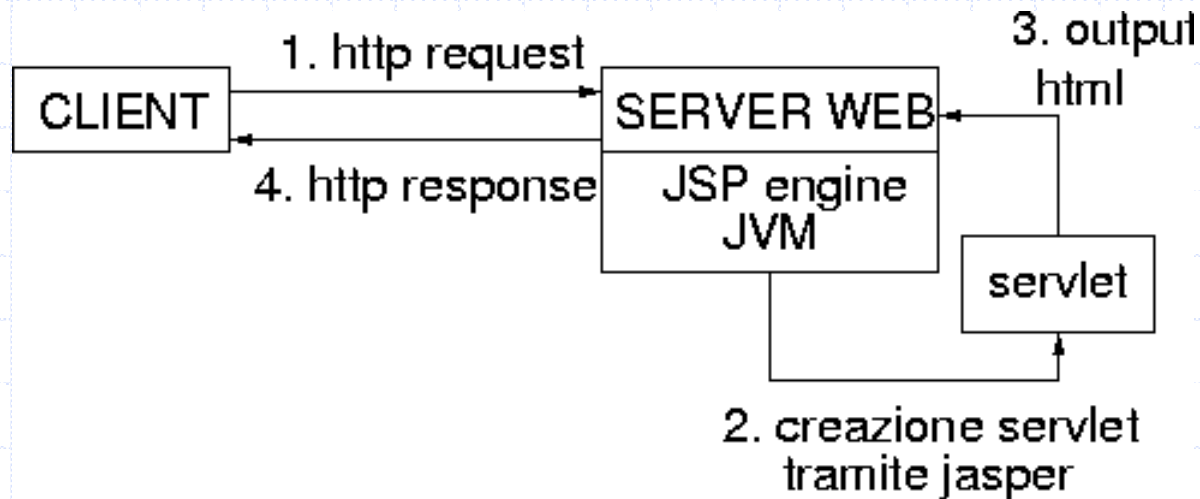 3. output
html
1. http request
CLIENT
SERVER WEB
4. http response
JSP engine
JVM
servlet
2. creazione servlet
tramite jasper